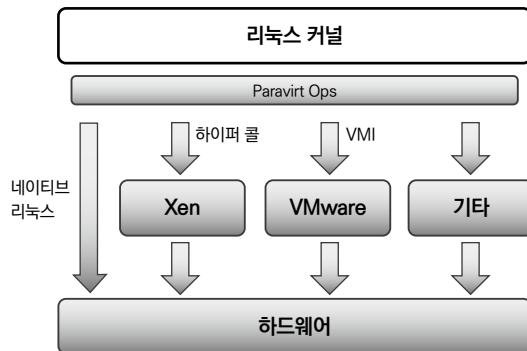 리눅스 커널
Paravirt Ops
하이퍼 콜
VMI
네이티브
리눅스
Xen
VMware
기타
하드웨어